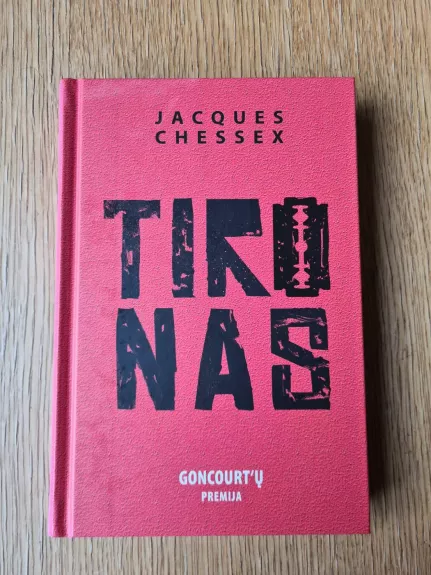 JACQUES
CHESSEX
TIRO
NAS
GONCOURT'Ų
PREMIJA